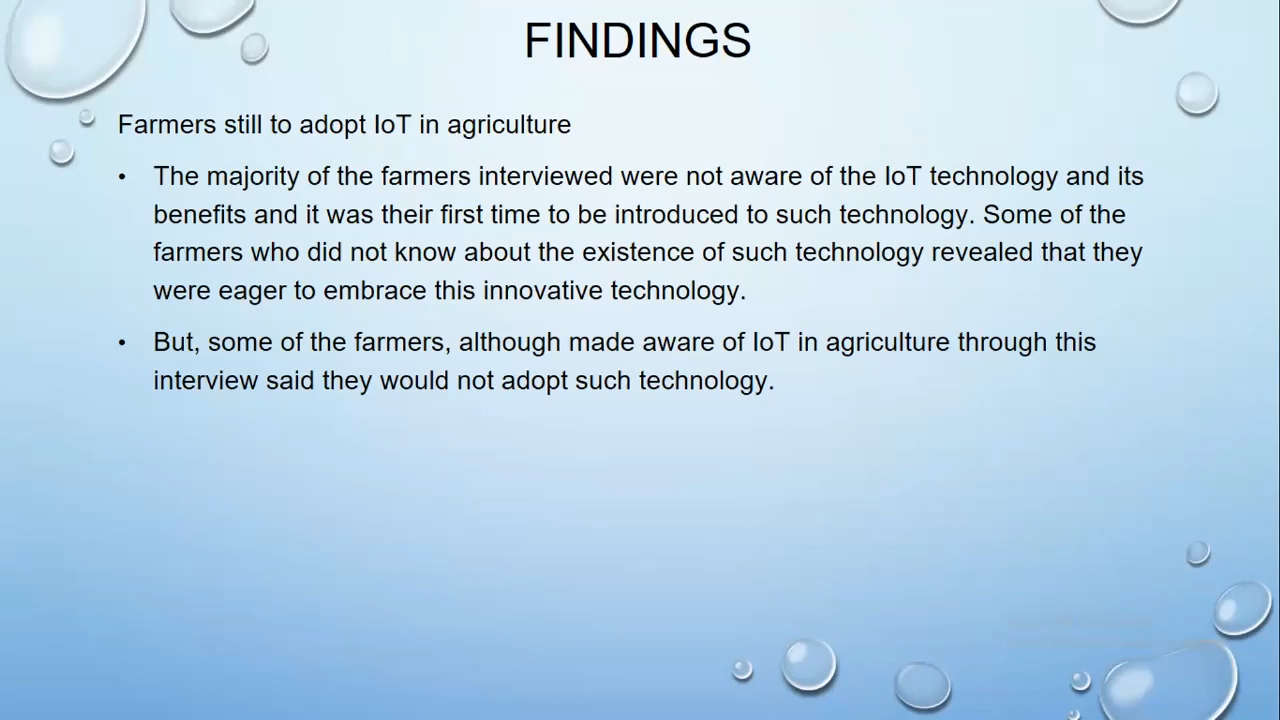 FINDINGS
Farmers still to adopt IoT in agriculture
• The majority of the farmers interviewed were not aware of the IoT technology and its
benefits and it was their first time to be introduced to such technology. Some of the
farmers who did not know about the existence of such technology revealed that they
were eager to embrace this innovative technology.
• But, some of the farmers, although made aware of IoT in agriculture through this
interview said they would not adopt such technology.